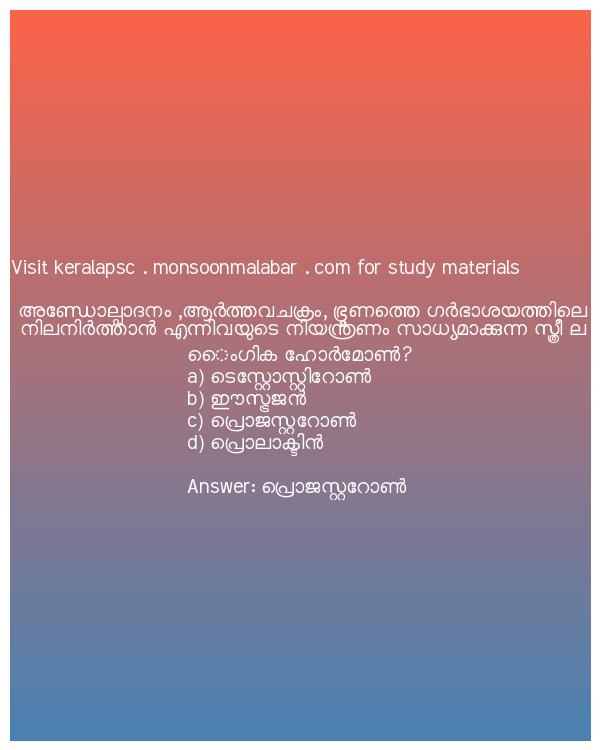 Visit keralapsc . monsoonmalabar . com for study materials
അണ്ഡോല്പാദനം ,ആർത്തവചക്രം, ഭ്രൂണത്തെ ഗർഭാശയത്തിലെ
നിലനിർത്താൻ എന്നിവയുടെ നിയന്ത്രണം സാധ്യമാക്കുന്ന സ്ത്രീ ല
ൈംഗിക ഹോർമോൺ?
a) ടെസ്റ്റോസ്റ്റിറോൺ
b) ഈസ്ട്രജൻ
c) പ്രൊജസ്റ്ററോൺ
d) പ്രൊലാക്ടിൻ
Answer: പ്രൊജസ്റ്ററോൺ